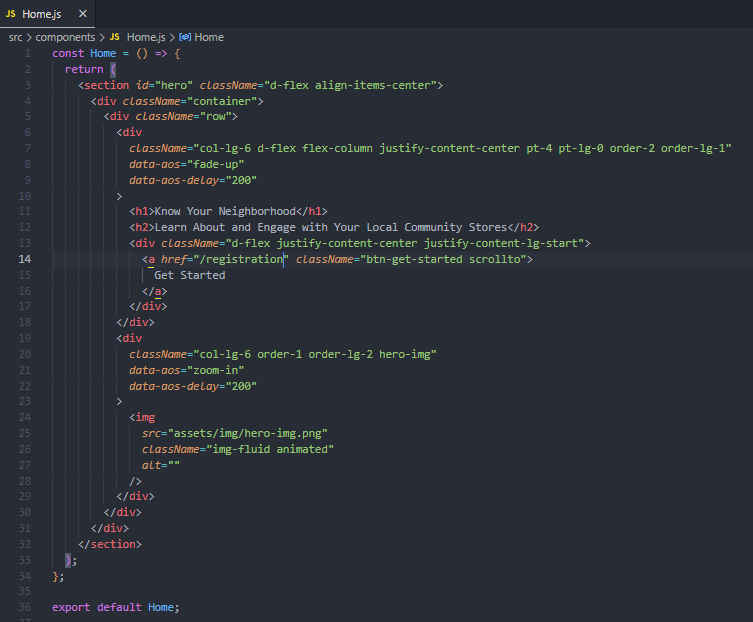 JS Home.js ×
src > components > JS Home.js > Home
1 const Home = () => {
2 return (
3 <section id="hero" className="d-flex align-items-center">
4 <div className="container">
5 <div className="row">
6 <div
7 className="col-lg-6 d-flex flex-column justify-content-center pt-4 pt-lg-0 order-2 order-lg-1"
8 data-aos="fade-up"
9 data-aos-delay="200"
10 >
11 <h1>Know Your Neighborhood</h1>
12 <h2>Learn About and Engage with Your Local Community Stores</h2>
13 <div className="d-flex justify-content-center justify-content-lg-start">
14 <a href="/registration" className="btn-get-started scrollto">
15 Get Started
16 </a>
17 </div>
18 </div>
19 <div
20 className="col-lg-6 order-1 order-lg-2 hero-img"
21 data-aos="zoom-in"
22 data-aos-delay="200"
23 >
24 <img
25 src="assets/img/hero-img.png"
26 className="img-fluid animated"
27 alt=""
28 />
29 </div>
30 </div>
31 </div>
32 </section>
33 );
34 };
35
36 export default Home;